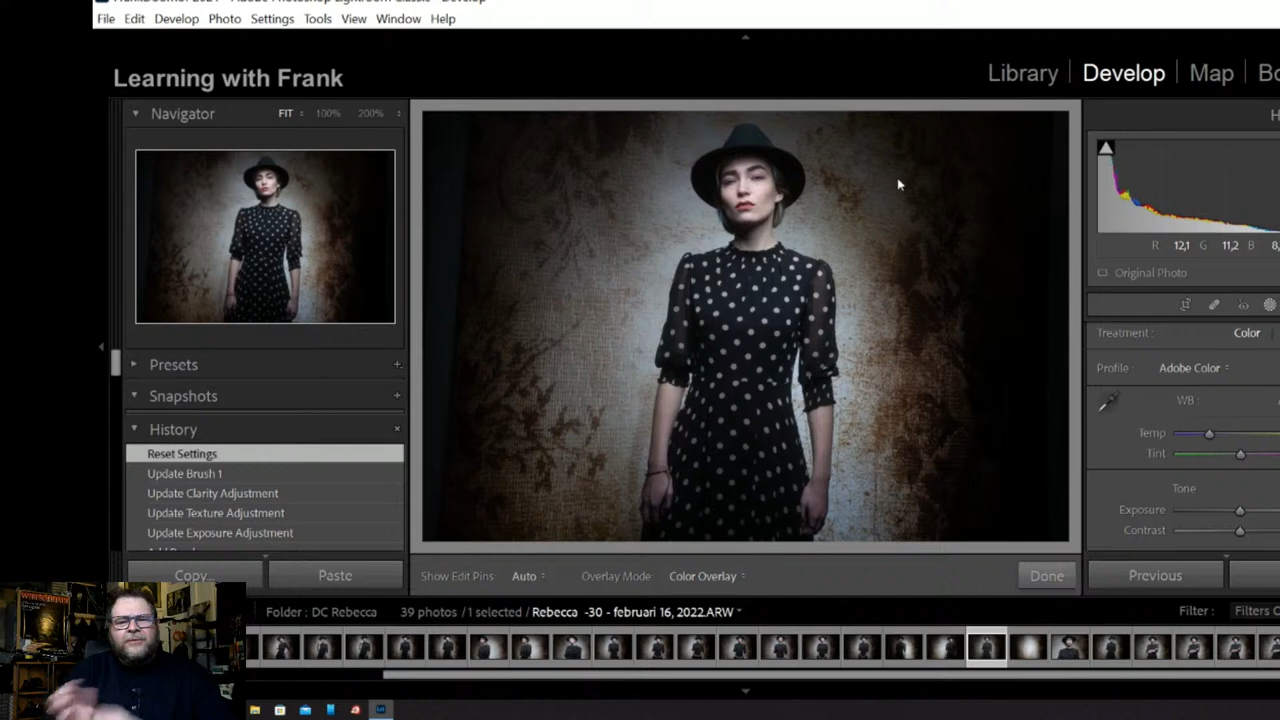 File Edit Develop Photo Settings Tools View Window Help
Learning with Frank
Library Develop Map
Navigator FIT 100% 200%
Presets
Snapshots
History
Reset Settings
Update Brush 1
Update Clarity Adjustment
Update Texture Adjustment
Update Exposure Adjustment
Copy... Paste
Show Edit Pins Auto Overlay Mode: Color Overlay Done
R 12,1 G 11,2 B 8,
Original Photo
Treatment : Color
Profile : Adobe Color
WB :
Temp
Tint
Tone
Exposure
Contrast
Previous
Folder : DC Rebecca 39 photos / 1 selected / Rebecca -30 - februari 16, 2022.ARW Filter : Filters